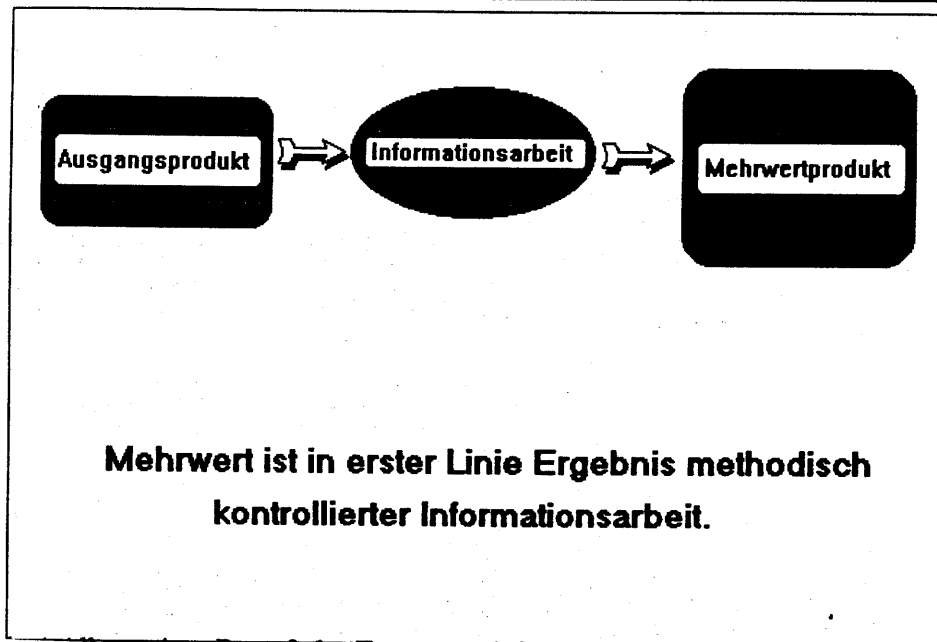 Ausgangsprodukt
Informationsarbeit
Mehrwertprodukt
Mehrwert ist in erster Linie Ergebnis methodisch
kontrollierter Informationsarbeit.